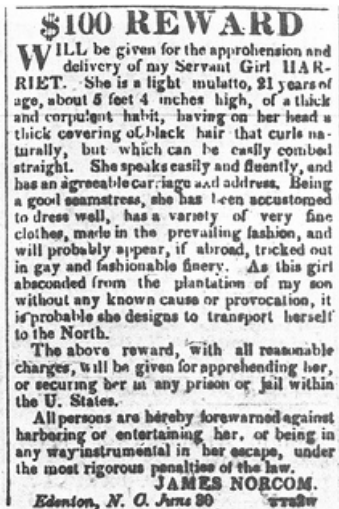 $100 REWARD
WILL be given for the approhension and
delivery of my Servant Girl HAR-
RIET. She is a light mulatto, 21 years of
age, about 5 feet 4 inches high, of a thick
and corpulent habit, having on her head a
thick covering of black hair that curls na-
turally, but which can be easily combed
straight. She speaks easily and fluently, and
has an agreeable carriage and address. Being
a good seamstress, she has been accustomed
to dress well, has a variety of very fine
clothes, made in the prevailing fashion, and
will probably appear, if abroad, tricked out
in gay and fashionable finery. As this girl
absconded from the plantation of my son
without any known cause or provocation, it
is probable she designs to transport herself
to the North.
The above reward, with all reasonable
charges, will be given for apprehending her,
or securing her in any prison or jail within
the U. States.
All persons are hereby forewarned against
harboring or entertaining her, or being in
any way instrumental in her escape, under
the most rigorous penalties of the law.
JAMES NORCOM.
Edenton, N. C. June 30